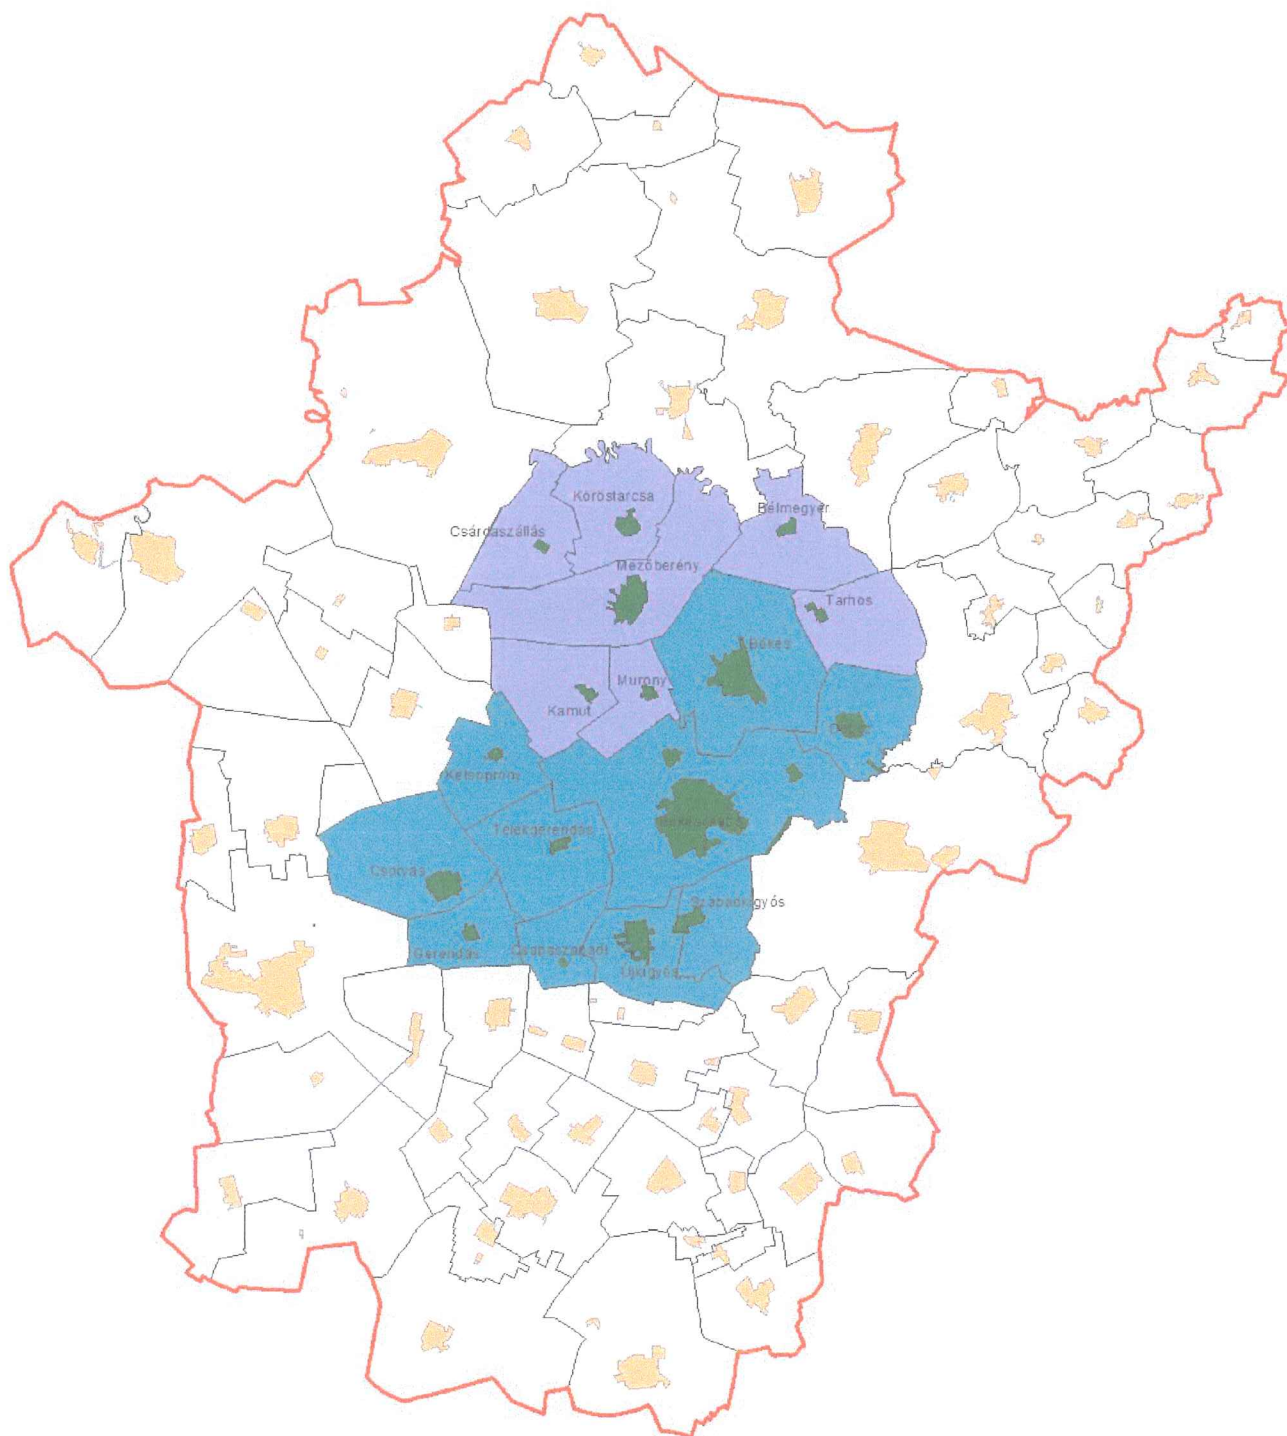 Köröstarcsa
Bélmegyer
Csárdaszállás
Mezőberény
Tarhos
Békés
Murony
Kamut
Kétsoprony
Telekgerendás
Csorvás
Szabadkígyós
Gerendás
Csabaszabadi
Újkígyós